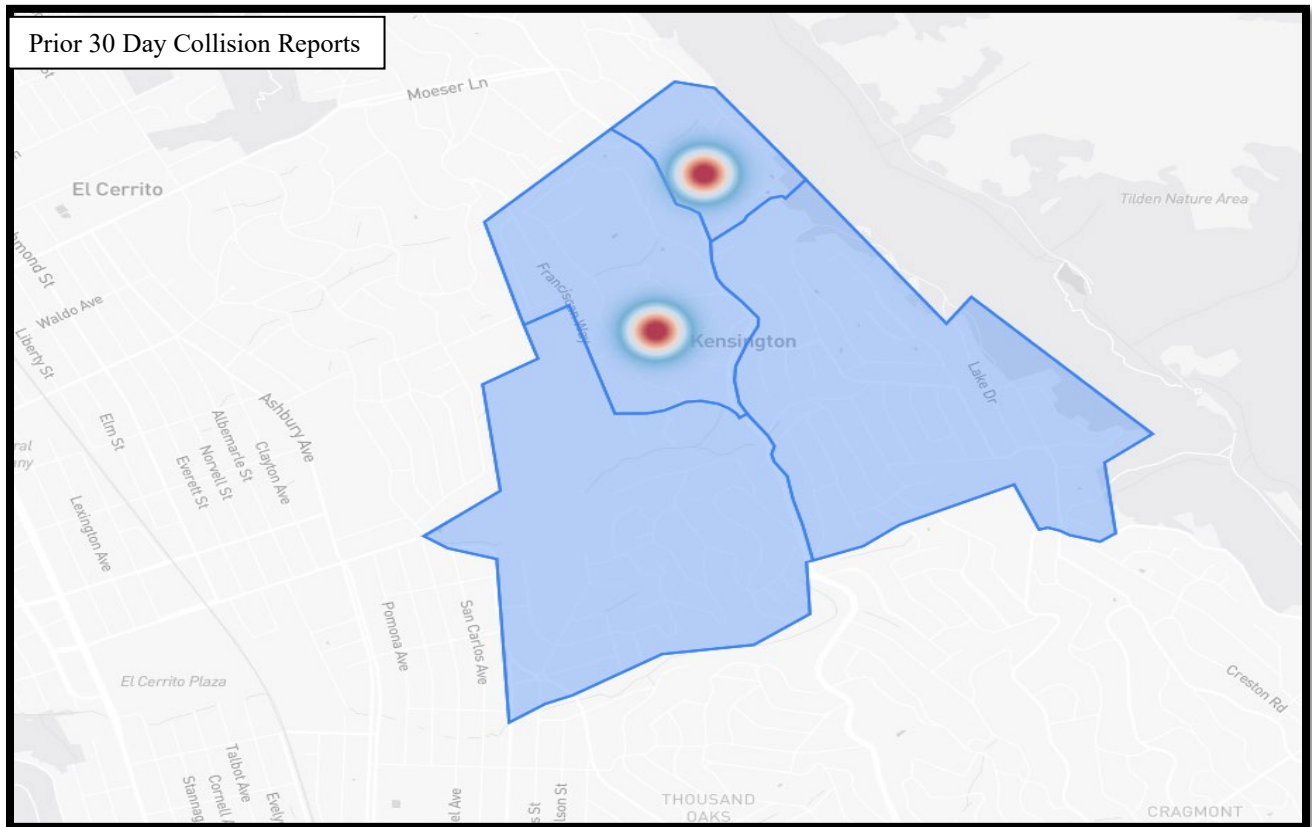 Prior 30 Day Collision Reports
Moeser Ln
El Cerrito
Tilden Nature Area
Waldo Ave
Franciscan Way
Liberty St
Kensington
Lake Dr
Ashbury Ave
Elm St
Albemarle St
Clayton Ave
Norvell St
Everett St
Lexington Ave
Pomona Ave
San Carlos Ave
El Cerrito Plaza
Creston Rd
Talbot Ave
THOUSAND
OAKS
CRAGMONT